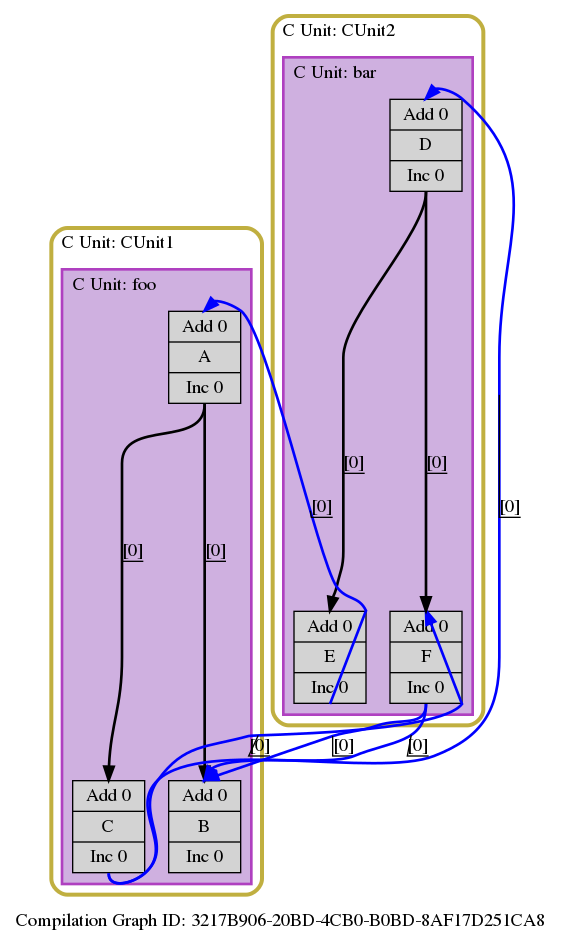 C Unit: CUnit2
C Unit: bar
Add 0
D
Inc 0
C Unit: CUnit1
C Unit: foo
Add 0
A
Inc 0
[0]
[0]
[0]
[0]
[0]
[0]
Add 0
E
Inc 0
Add 0
F
Inc 0
[0]
[0]
[0]
Add 0
C
Inc 0
Add 0
B
Inc 0
Compilation Graph ID: 3217B906-20BD-4CB0-B0BD-8AF17D251CA8